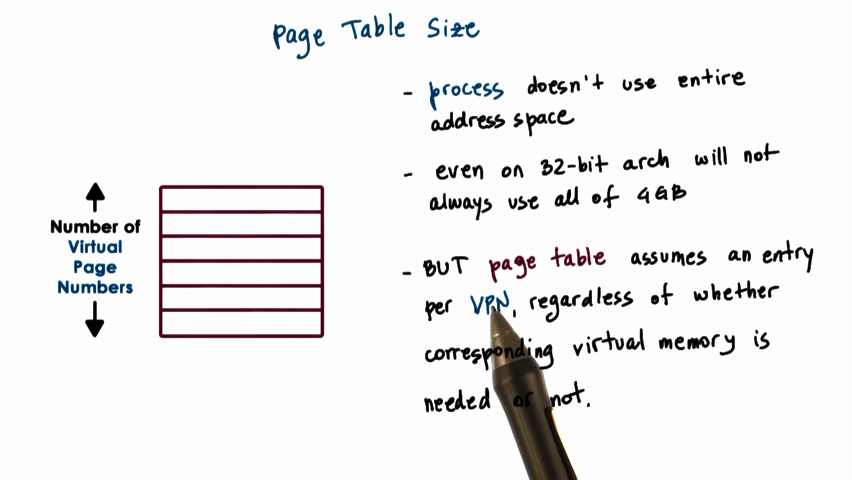 Page Table Size
- process doesn't use entire
address space
- even on 32-bit arch will not
always use all of 4GB
- BUT page table assumes an entry
per VPN, regardless of whether
corresponding virtual memory is
needed or not.
Number of
Virtual
Page
Numbers